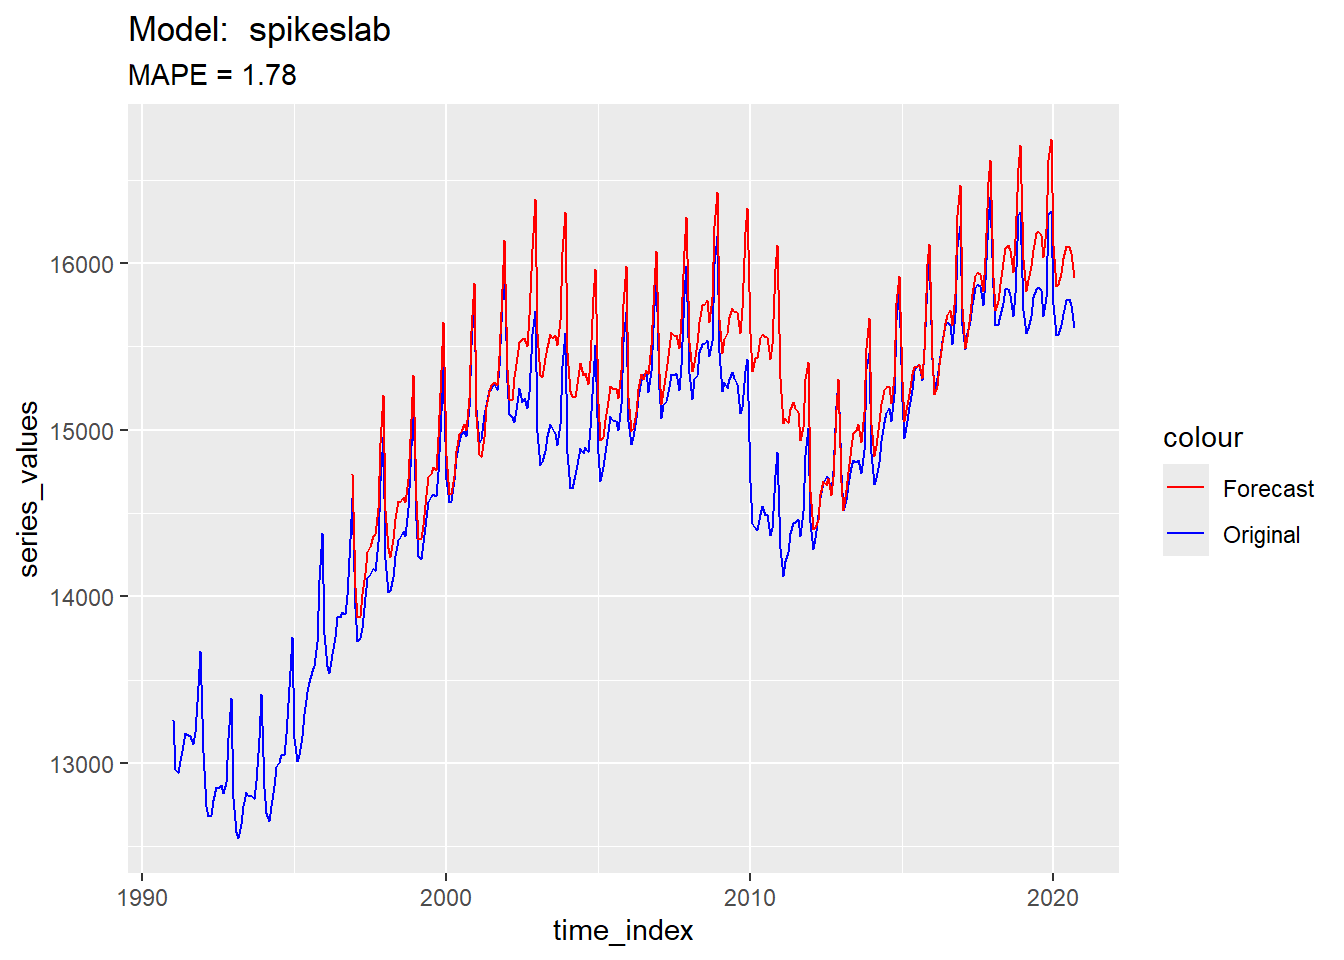 Model:  spikeslab
MAPE = 1.78
series_values
16000
15000
14000
13000
1990
2000
2010
2020
time_index
colour
Forecast
Original